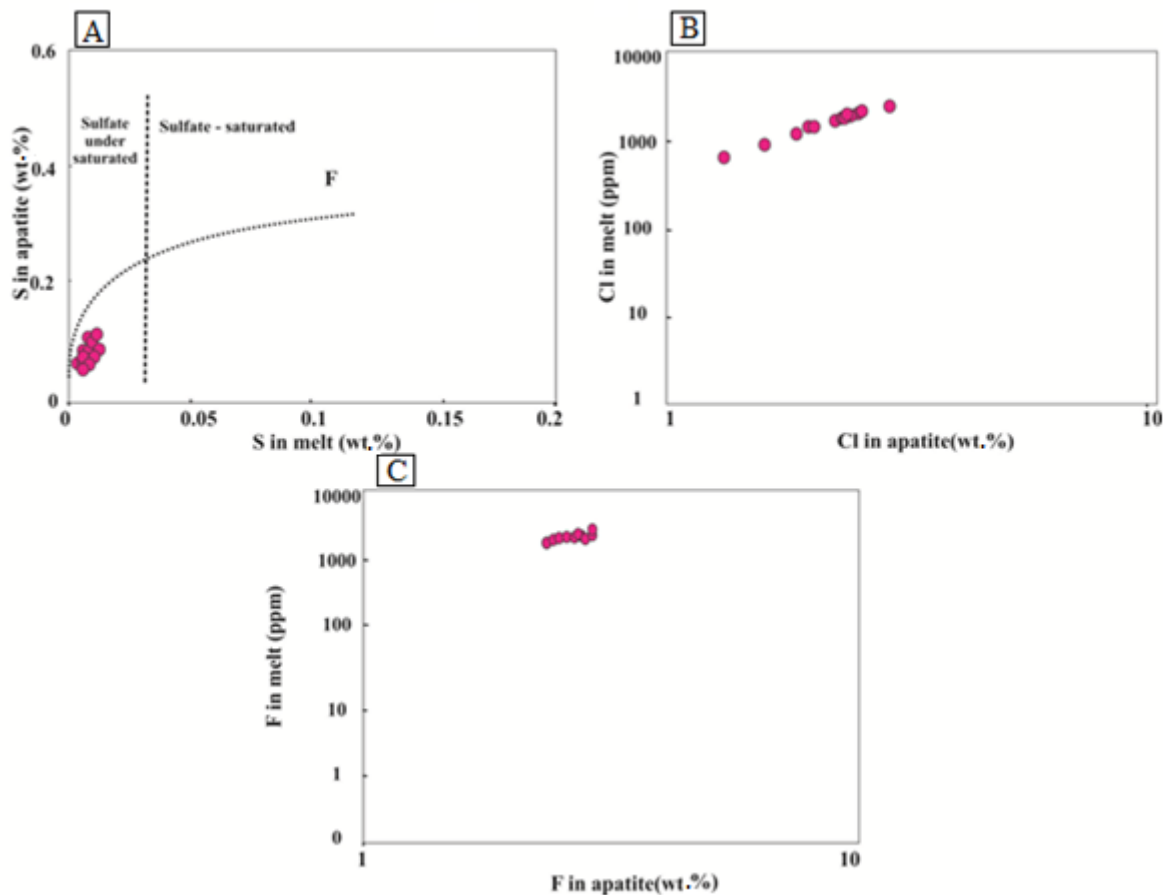 A
0.6
0.4
0.2
0
S in apatite (wt.%)
Sulfate
under
saturated
Sulfate - saturated
F
0
0.05
0.1
0.15
0.2
S in melt (wt.%)
B
10000
1000
100
10
1
Cl in melt (ppm)
1
10
Cl in apatite(wt.%)
C
10000
1000
100
10
1
0
F in melt (ppm)
1
10
F in apatite(wt.%)